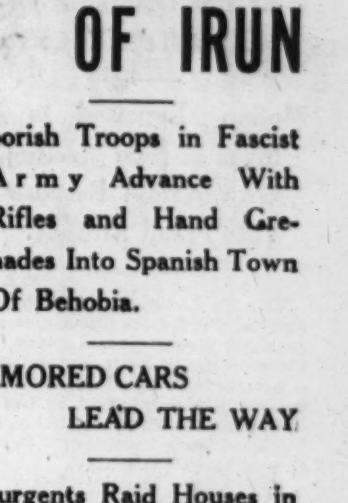 OF IRUN
orish Troops in Fascist
Army Advance With
Rifles and Hand Gre-
ades Into Spanish Town
Of Behobia.
MORED CARS
LEAD THE WAY
urgents Raid Houses in